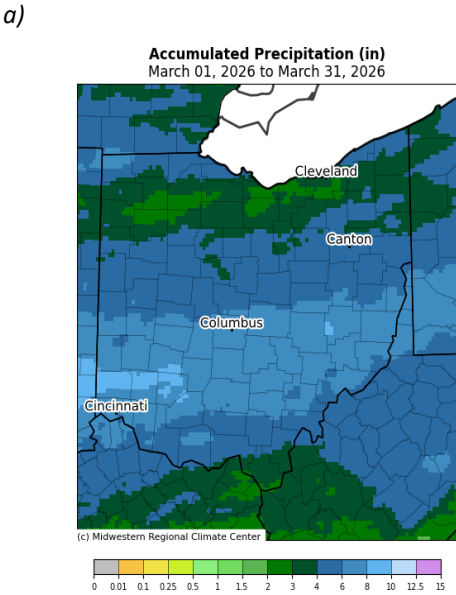 a)
Accumulated Precipitation (in)
March 01, 2026 to March 31, 2026
Cleveland
Canton
Columbus
Cincinnati
(c) Midwestern Regional Climate Center
0 0.01 0.1 0.25 0.5 1 1.5 2 3 4 6 8 10 12.5 15